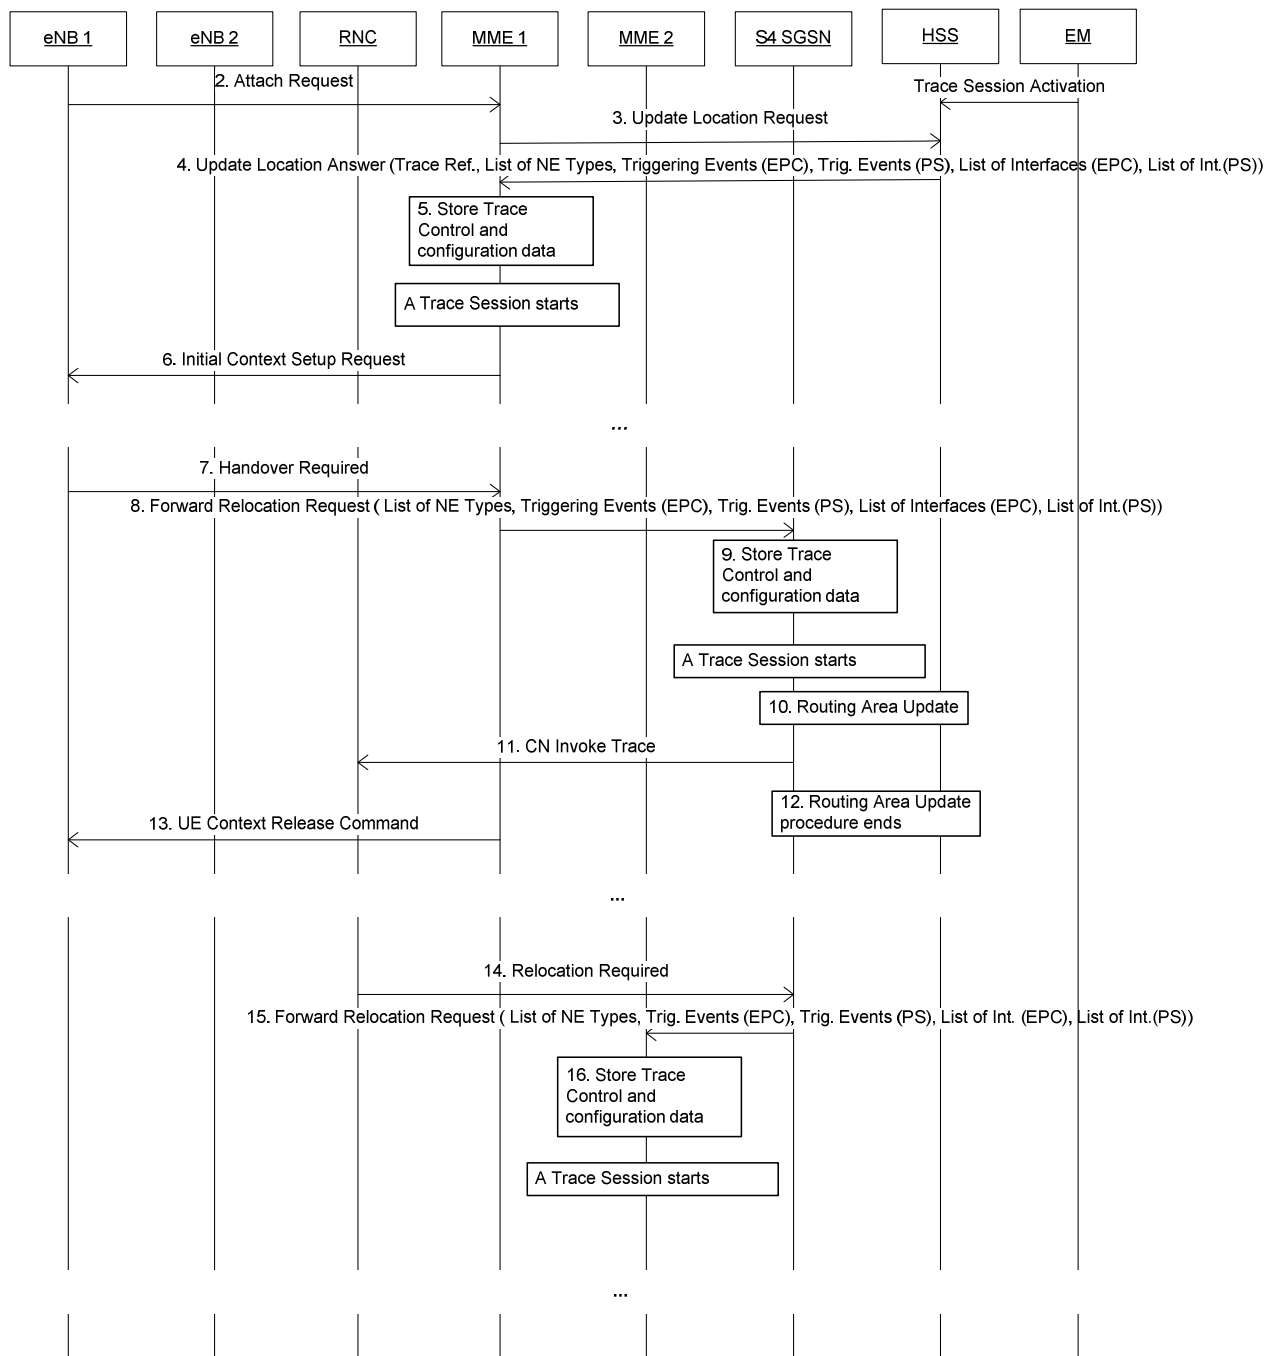 eNB 1
eNB 2
RNC
MME 1
MME 2
S4 SGSN
HSS
EM
2. Attach Request
Trace Session Activation
3. Update Location Request
4. Update Location Answer (Trace Ref., List of NE Types, Triggering Events (EPC), Trig. Events (PS), List of Interfaces (EPC), List of Int.(PS))
5. Store Trace
Control and
configuration data
A Trace Session starts
6. Initial Context Setup Request
...
7. Handover Required
8. Forward Relocation Request ( List of NE Types, Triggering Events (EPC), Trig. Events (PS), List of Interfaces (EPC), List of Int.(PS))
9. Store Trace
Control and
configuration data
A Trace Session starts
10. Routing Area Update
11. CN Invoke Trace
12. Routing Area Update
procedure ends
13. UE Context Release Command
...
14. Relocation Required
15. Forward Relocation Request ( List of NE Types, Trig. Events (EPC), Trig. Events (PS), List of Int. (EPC), List of Int.(PS))
16. Store Trace
Control and
configuration data
A Trace Session starts
...